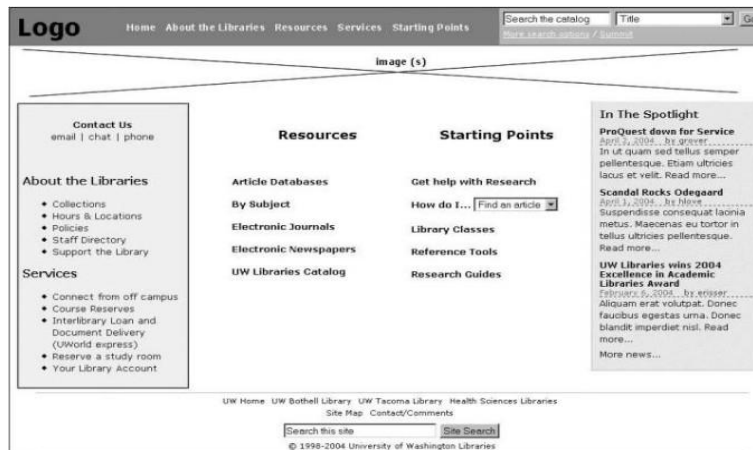 Logo
Home About the Libraries Resources Services Starting Points
Search the catalog Title Go
More search options / Summit
image (s)
Contact Us
email | chat | phone
About the Libraries
• Collections
• Hours & Locations
• Policies
• Staff Directory
• Support the Library
Services
• Connect from off campus
• Course Reserves
• Interlibrary Loan and
Document Delivery
(UWorld express)
• Reserve a study room
• Your Library Account
Resources
Article Databases
By Subject
Electronic Journals
Electronic Newspapers
UW Libraries Catalog
Starting Points
Get help with Research
How do I... Find an article
Library Classes
Reference Tools
Research Guides
In The Spotlight
ProQuest down for Service
April 2, 2004 by grover
In ut quam sed tellus semper
pellentesque. Etiam ultricies
lacus et velit. Read more...
Scandal Rocks Odegaard
April 1, 2004 by hlove
Suspendisse consequat lacinia
metus. Maecenas eu tortor in
tellus ultricies pellentesque.
Read more...
UW Libraries wins 2004
Excellence in Academic
Libraries Award
February 6, 2004 by erisser
Aliquam erat volutpat. Donec
faucibus egestas urna. Donec
blandit imperdiet nisl. Read
more...
More news...
UW Home UW Bothell Library UW Tacoma Library Health Sciences Libraries
Site Map Contact/Comments
Search this site Site Search
© 1998-2004 University of Washington Libraries